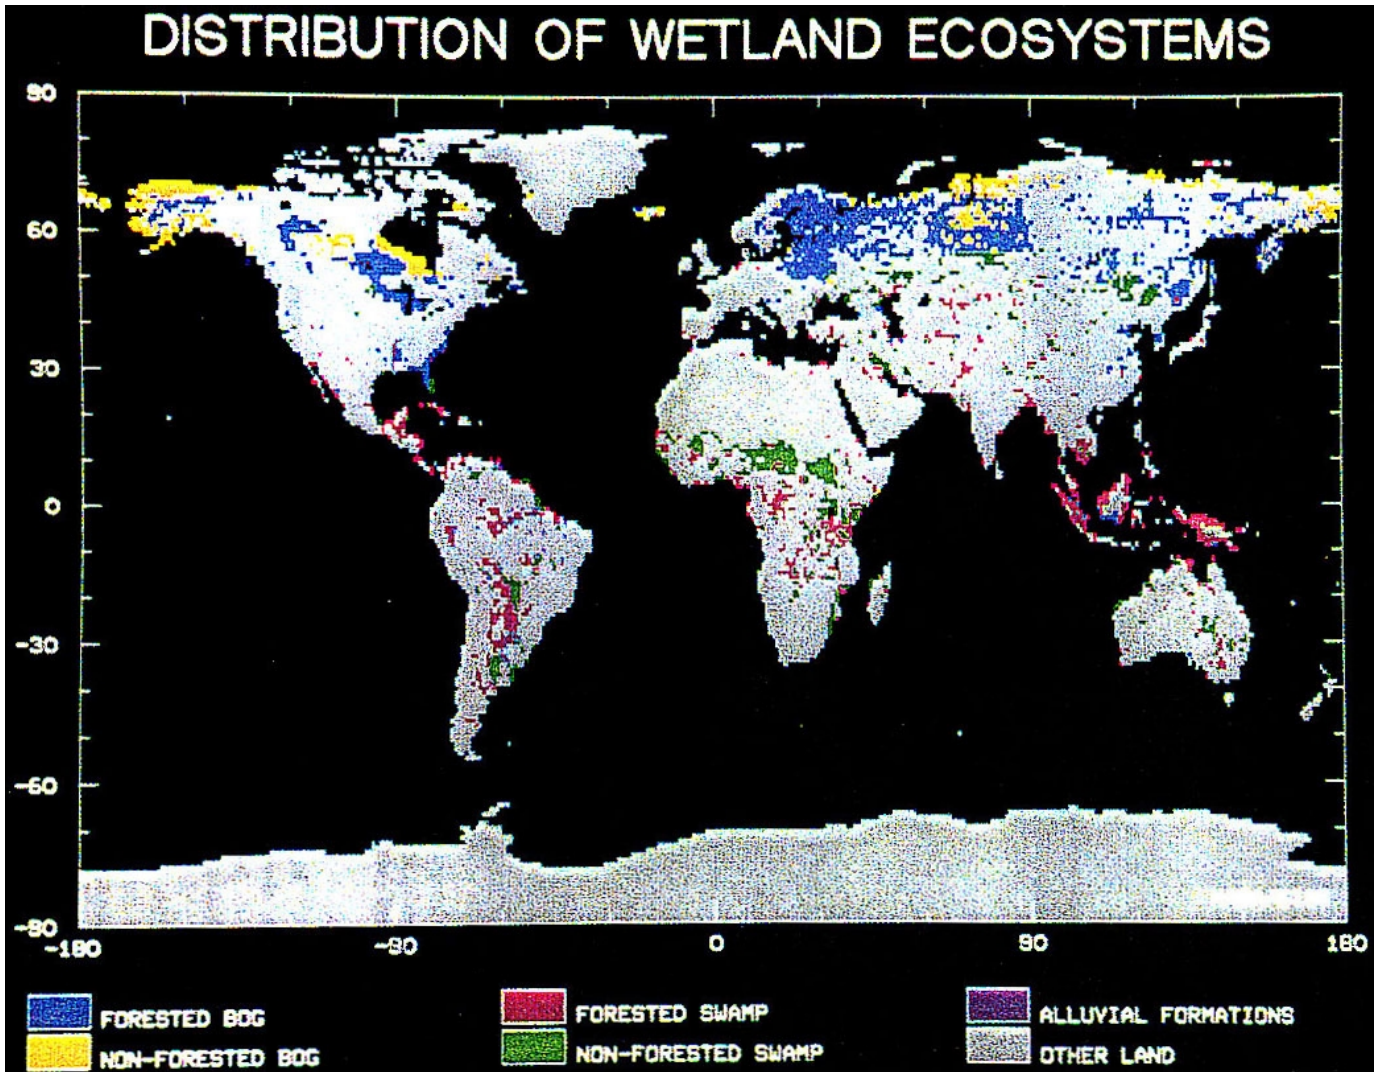 DISTRIBUTION OF WETLAND ECOSYSTEMS
90
60
30
0
-30
-60
-90
-180 -90 0 90 180
FORESTED BOG FORESTED SWAMP ALLUVIAL FORMATIONS
NON-FORESTED BOG NON-FORESTED SWAMP OTHER LAND